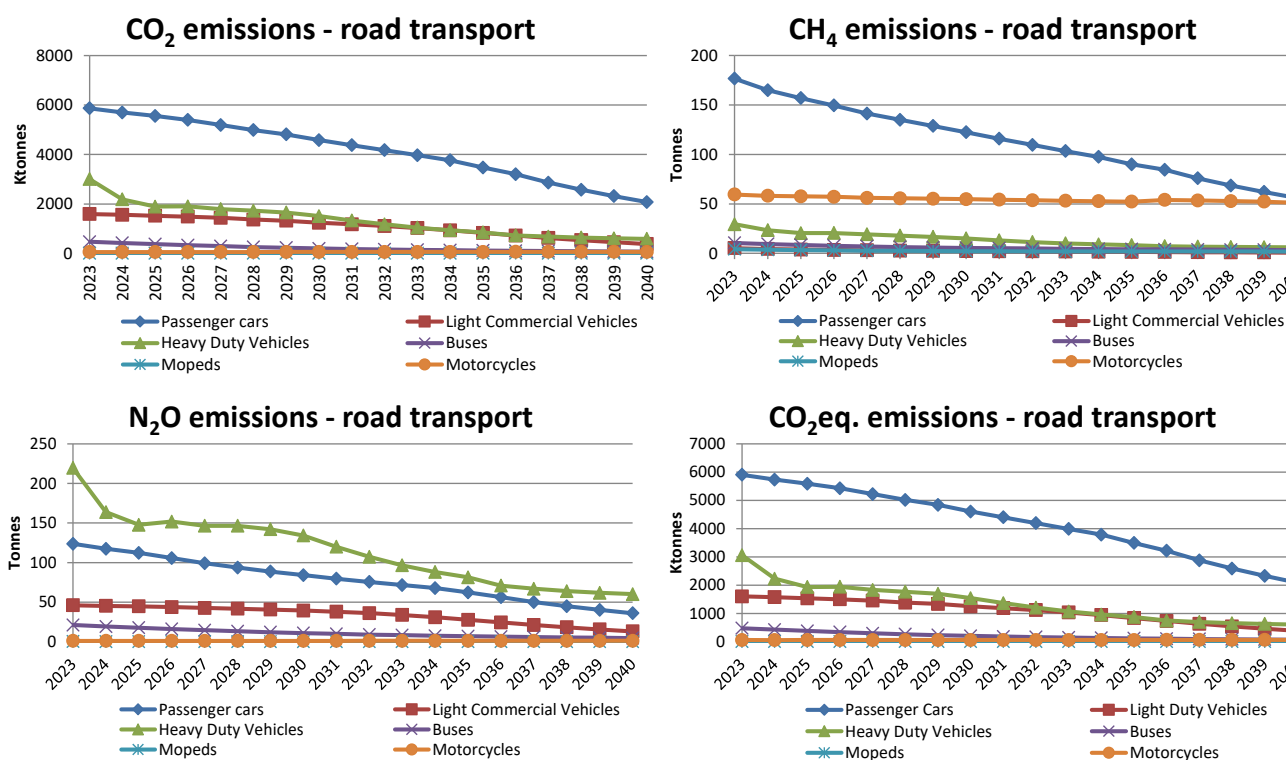 CO₂ emissions - road transport
8000
6000
4000
2000
0
Ktonnes
2023 2024 2025 2026 2027 2028 2029 2030 2031 2032 2033 2034 2035 2036 2037 2038 2039 2040
Passenger cars Light Commercial Vehicles
Heavy Duty Vehicles Buses
Mopeds Motorcycles
CH₄ emissions - road transport
200
150
100
50
0
Tonnes
2023 2024 2025 2026 2027 2028 2029 2030 2031 2032 2033 2034 2035 2036 2037 2038 2039
Passenger cars Light Commercial Vehicles
Heavy Duty Vehicles Buses
Mopeds Motorcycles
N₂O emissions - road transport
250
200
150
100
50
0
Tonnes
2023 2024 2025 2026 2027 2028 2029 2030 2031 2032 2033 2034 2035 2036 2037 2038 2039 2040
Passenger Cars Light Commercial Vehicles
Heavy Duty Vehicles Buses
Mopeds Motorcycles
CO₂eq. emissions - road transport
7000
6000
5000
4000
3000
2000
1000
0
Ktonnes
2023 2024 2025 2026 2027 2028 2029 2030 2031 2032 2033 2034 2035 2036 2037 2038 2039
Passenger Cars Light Duty Vehicles
Heavy Duty Vehicles Buses
Mopeds Motorcycles